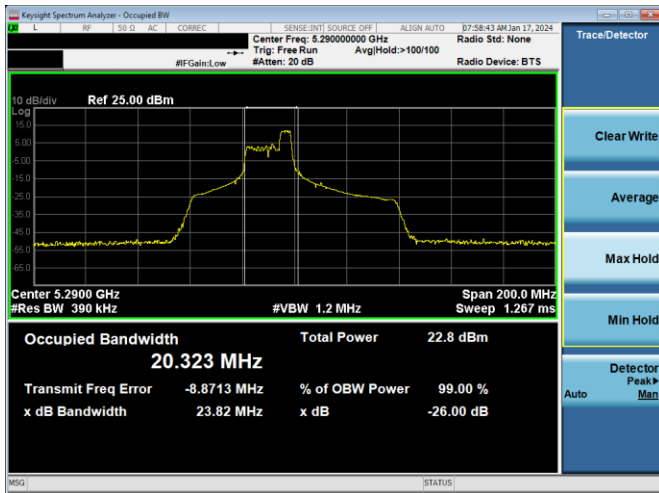 Keysight Spectrum Analyzer - Occupied BW
L RF 50 Ω AC CORREC SENSE:INT SOURCE OFF ALIGN AUTO 07:58:43 AM Jan 17, 2024
Center Freq: 5.290000000 GHz Radio Std: None
Trig: Free Run Avg|Hold:>100/100
#IFGain:Low #Atten: 20 dB Radio Device: BTS
10 dB/div Ref 25.00 dBm
Log
15.0
5.00
-5.00
-15.0
-25.0
-35.0
-45.0
-55.0
-65.0
Center 5.2900 GHz Span 200.0 MHz
#Res BW 390 kHz #VBW 1.2 MHz Sweep 1.267 ms
Occupied Bandwidth Total Power 22.8 dBm
20.323 MHz
Transmit Freq Error -8.8713 MHz % of OBW Power 99.00 %
x dB Bandwidth 23.82 MHz x dB -26.00 dB
MSG STATUS
Trace/Detector
Clear Write
Average
Max Hold
Min Hold
Detector
Peak▶
Auto Man